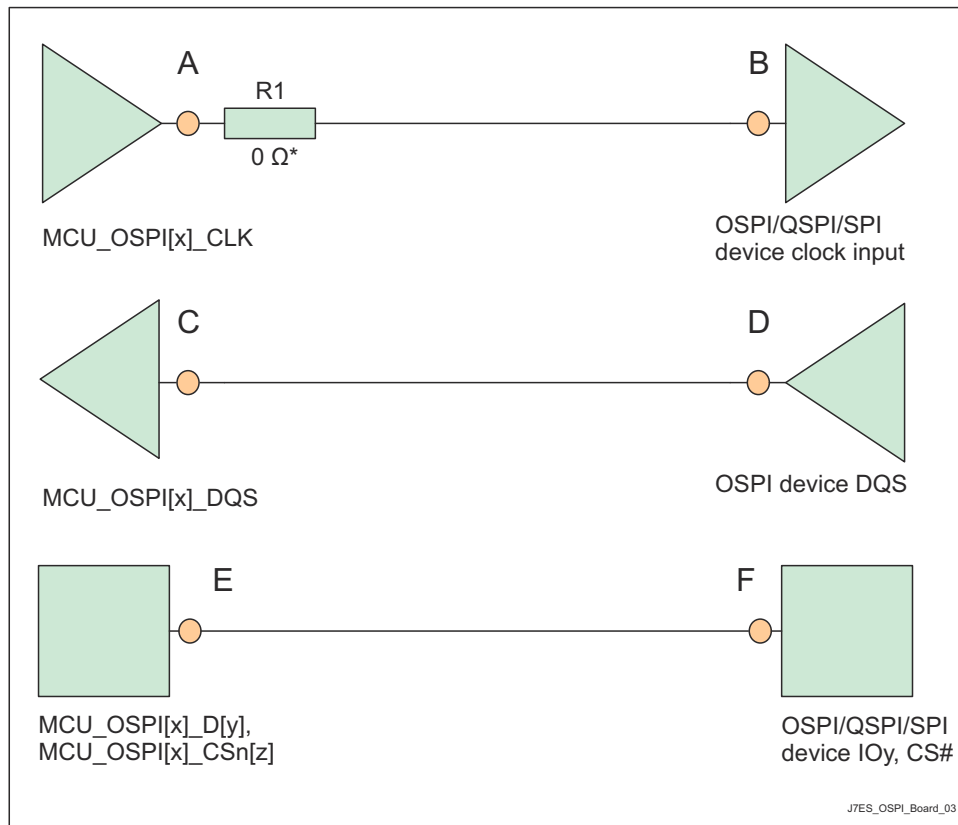 A
B
R1
0 Ω*
MCU_OSPI[x]_CLK
OSPI/QSPI/SPI
device clock input
C
D
MCU_OSPI[x]_DQS
OSPI device DQS
E
F
MCU_OSPI[x]_D[y],
MCU_OSPI[x]_CSn[z]
OSPI/QSPI/SPI
device IOy, CS#
J7ES_OSPI_Board_03